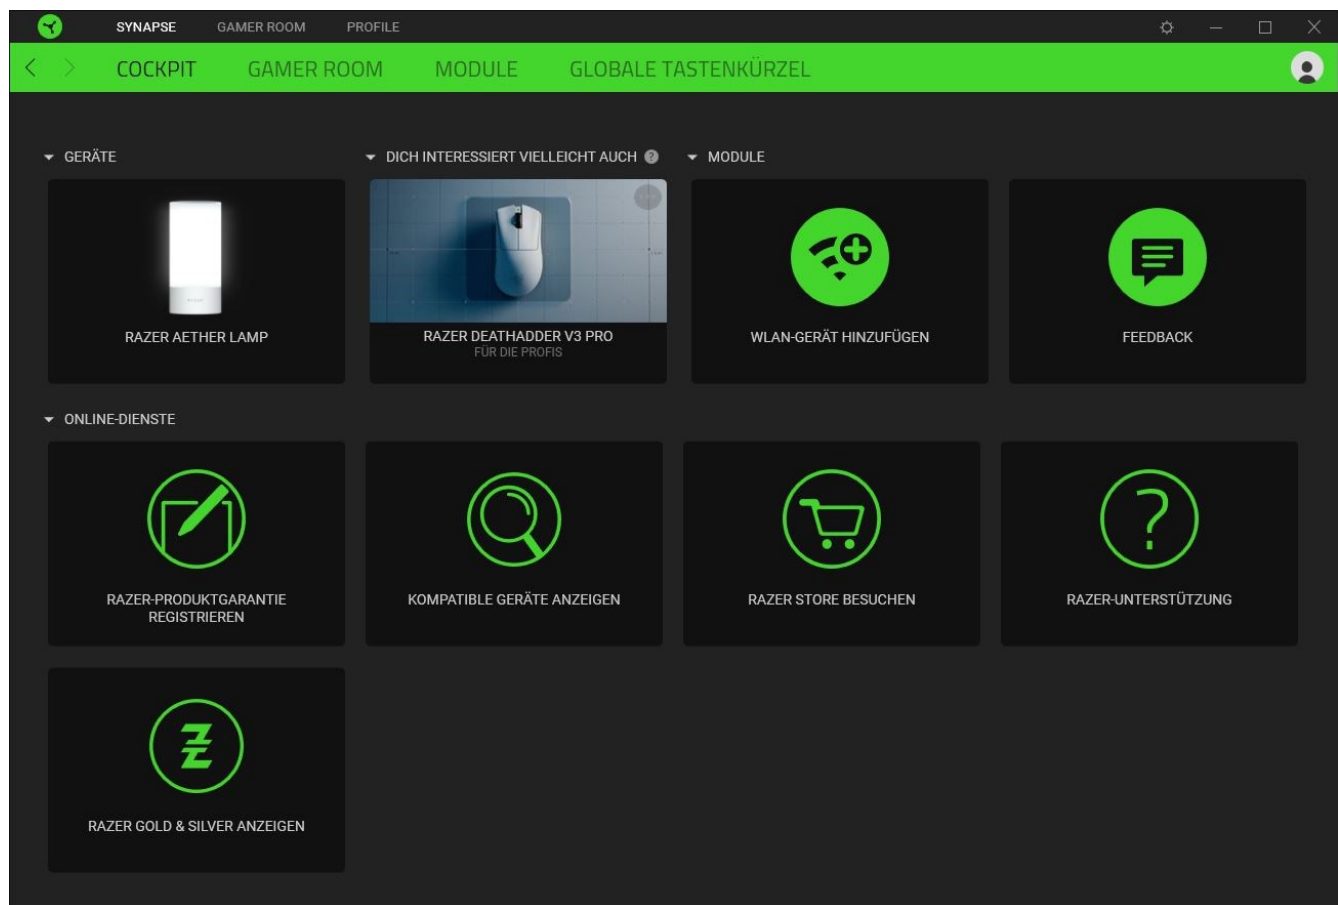 SYNAPSE GAMER ROOM PROFILE
COCKPIT GAMER ROOM MODULE GLOBALE TASTENKÜRZEL
GERÄTE
RAZER AETHER LAMP
DICH INTERESSIERT VIELLEICHT AUCH ?
RAZER DEATHADDER V3 PRO
FÜR DIE PROFIS
MODULE
WLAN-GERÄT HINZUFÜGEN
FEEDBACK
ONLINE-DIENSTE
RAZER-PRODUKTGARANTIE
REGISTRIEREN
KOMPATIBLE GERÄTE ANZEIGEN
RAZER STORE BESUCHEN
?
RAZER-UNTERSTÜTZUNG
RAZER GOLD & SILVER ANZEIGEN